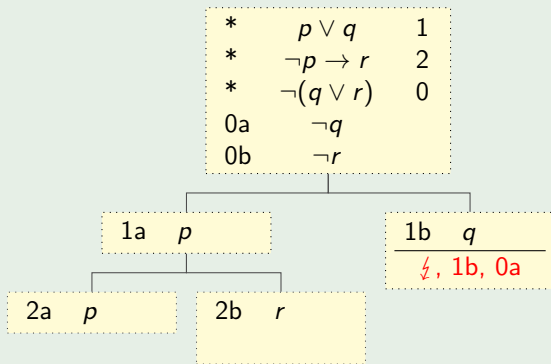 * p ∨ q 1
* ¬p → r 2
* ¬(q ∨ r) 0
0a ¬q
0b ¬r
1a p
1b q
↯, 1b, 0a
2a p
2b r